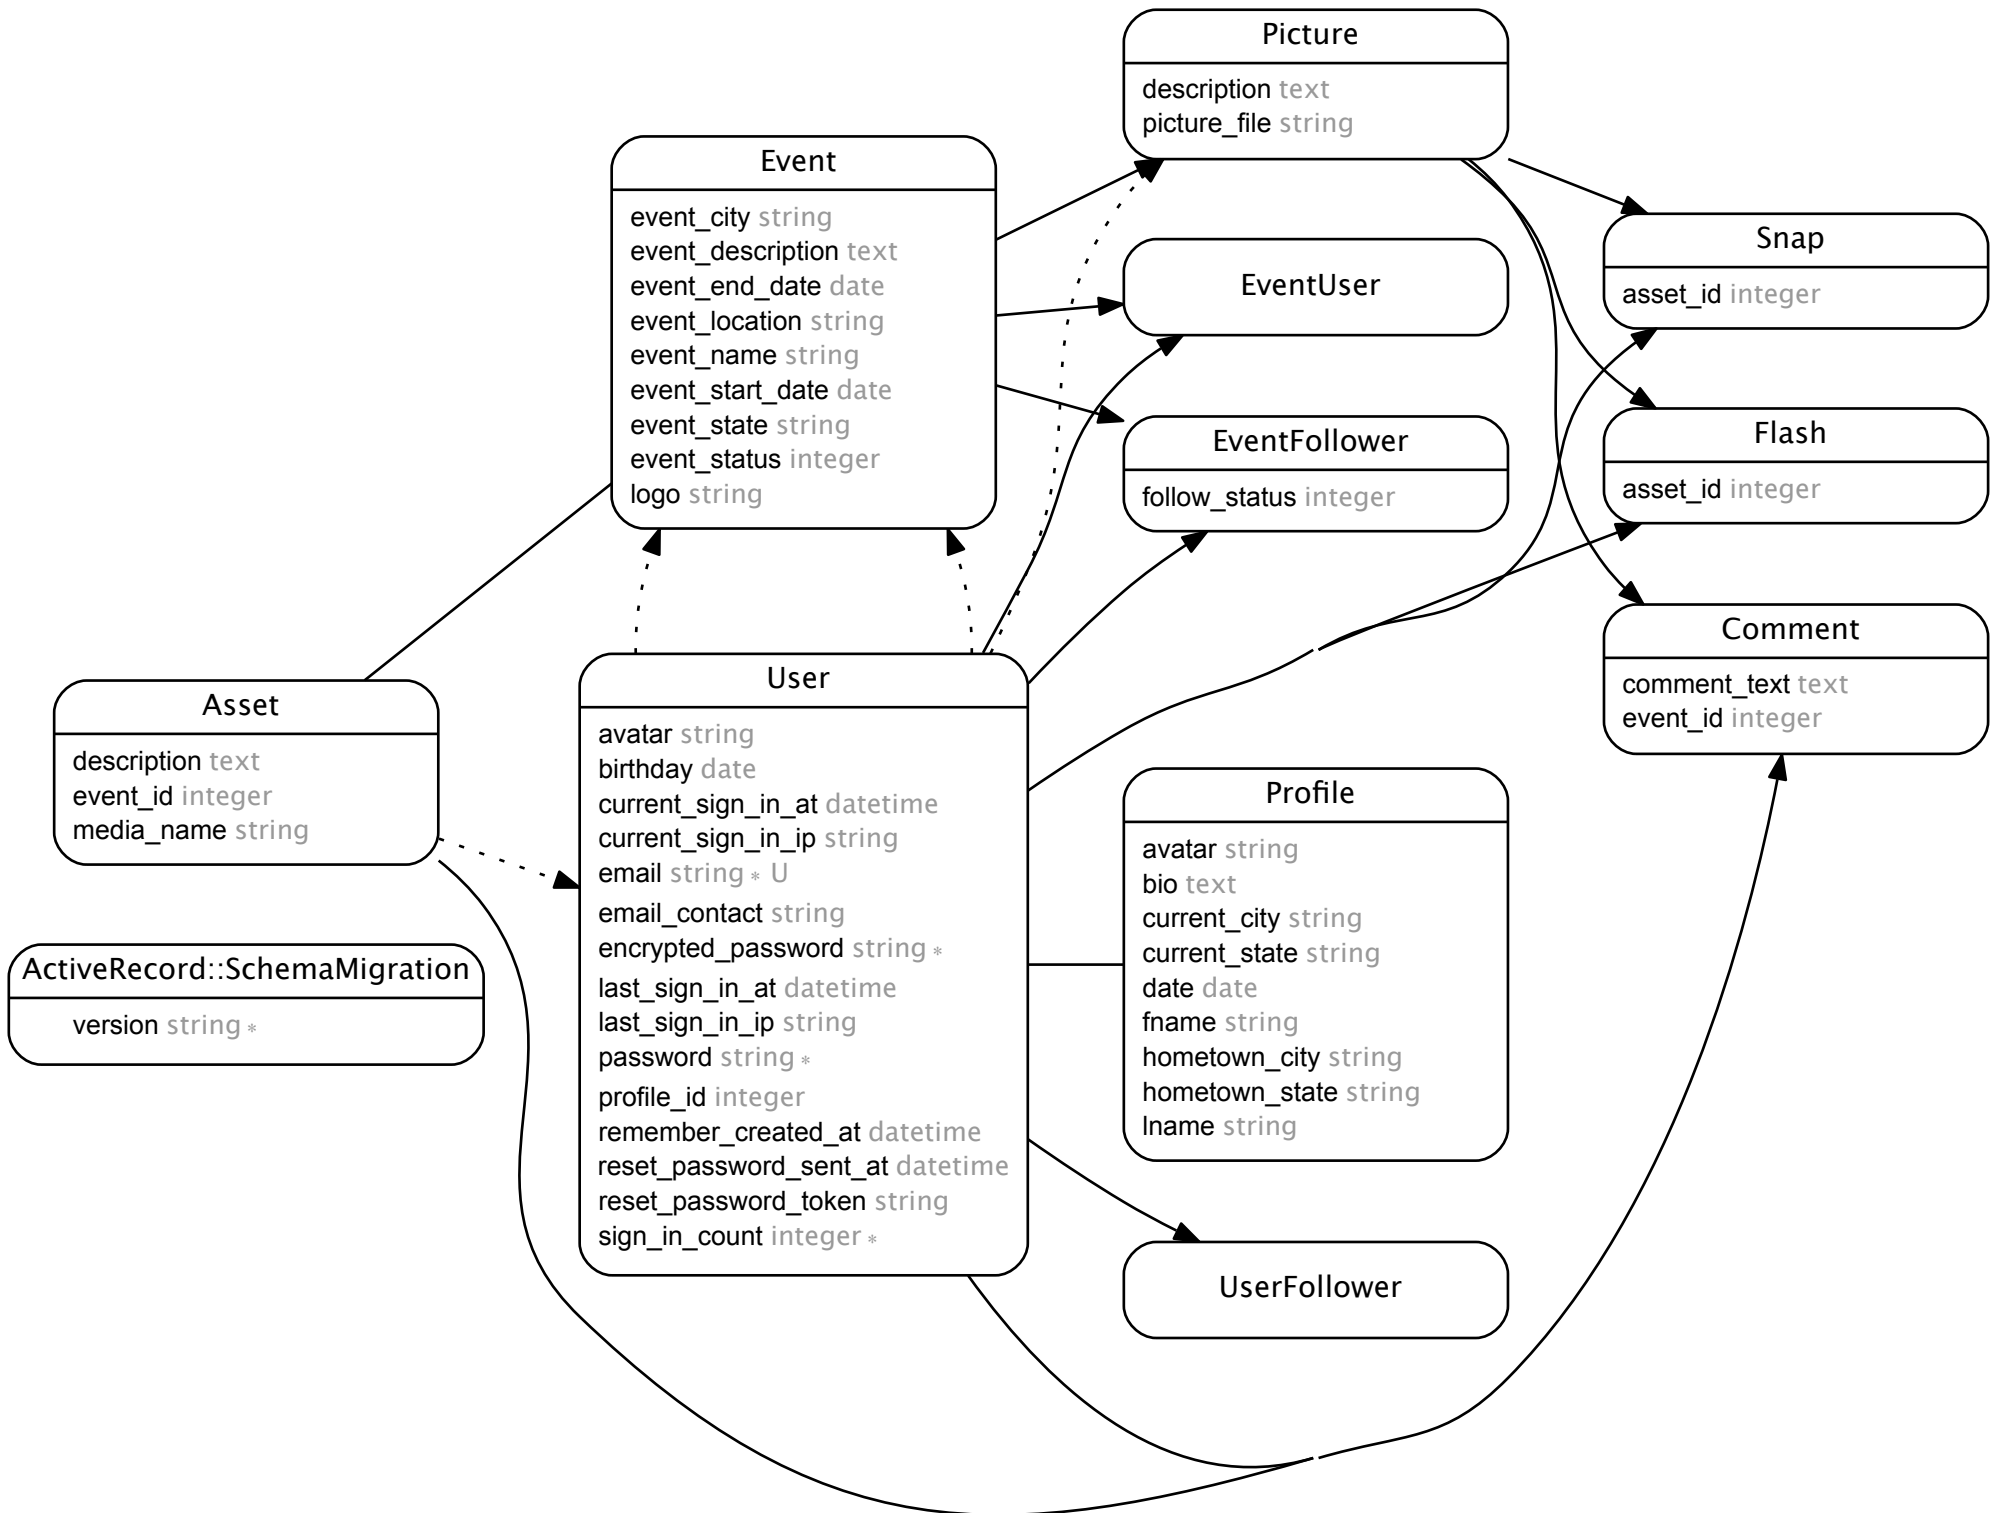 Picture
description text
picture_file string
Event
event_city string
event_description text
event_end_date date
event_location string
event_name string
event_start_date date
event_state string
event_status integer
logo string
EventUser
Snap
asset_id integer
EventFollower
follow_status integer
Flash
asset_id integer
Comment
comment_text text
event_id integer
Asset
description text
event_id integer
media_name string
User
avatar string
birthday date
current_sign_in_at datetime
current_sign_in_ip string
email string * U
email_contact string
encrypted_password string *
last_sign_in_at datetime
last_sign_in_ip string
password string *
profile_id integer
remember_created_at datetime
reset_password_sent_at datetime
reset_password_token string
sign_in_count integer *
Profile
avatar string
bio text
current_city string
current_state string
date date
fname string
hometown_city string
hometown_state string
lname string
ActiveRecord::SchemaMigration
version string *
UserFollower